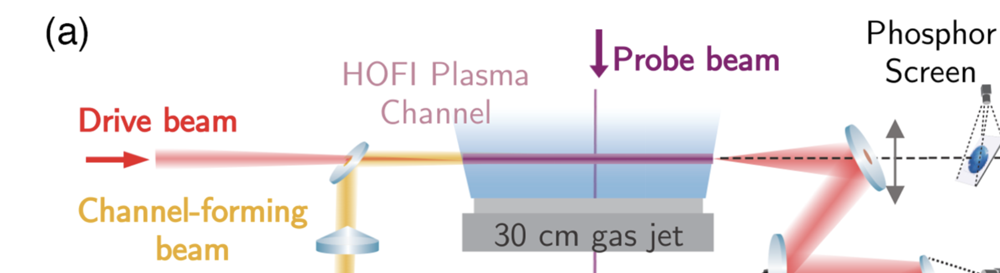 (a)
Phosphor
Screen
Probe beam
HOFI Plasma
Channel
Drive beam
Channel-forming
beam
30 cm gas jet